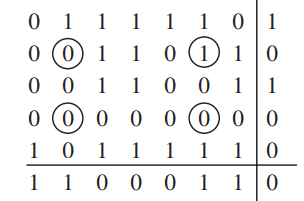 0 1 1 1 1 1 0 1
0 0 1 1 0 1 1 0
0 0 1 1 0 0 1 1
0 0 0 0 0 0 0 0
1 0 1 1 1 1 1 0
1 1 0 0 0 1 1 0